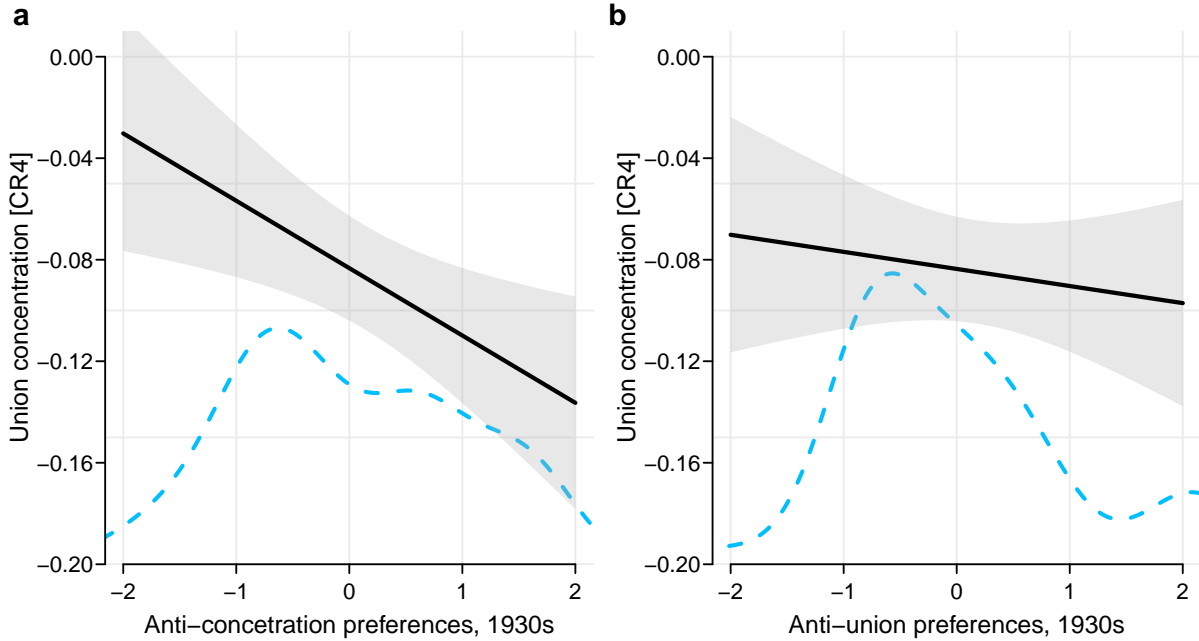 a
Union concentration [CR4]
0.00
−0.04
−0.08
−0.12
−0.16
−0.20
−2 −1 0 1 2
Anti−concetration preferences, 1930s
b
Union concentration [CR4]
0.00
−0.04
−0.08
−0.12
−0.16
−0.20
−2 −1 0 1 2
Anti−union preferences, 1930s